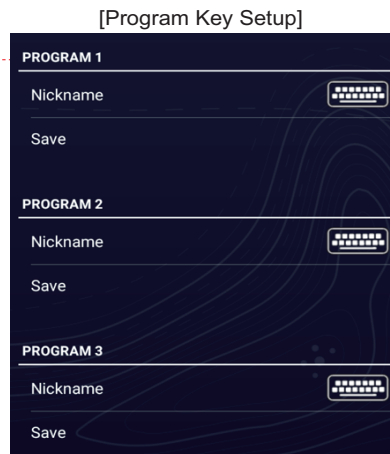 [Program Key Setup]
PROGRAM 1
Nickname
Save
PROGRAM 2
Nickname
Save
PROGRAM 3
Nickname
Save